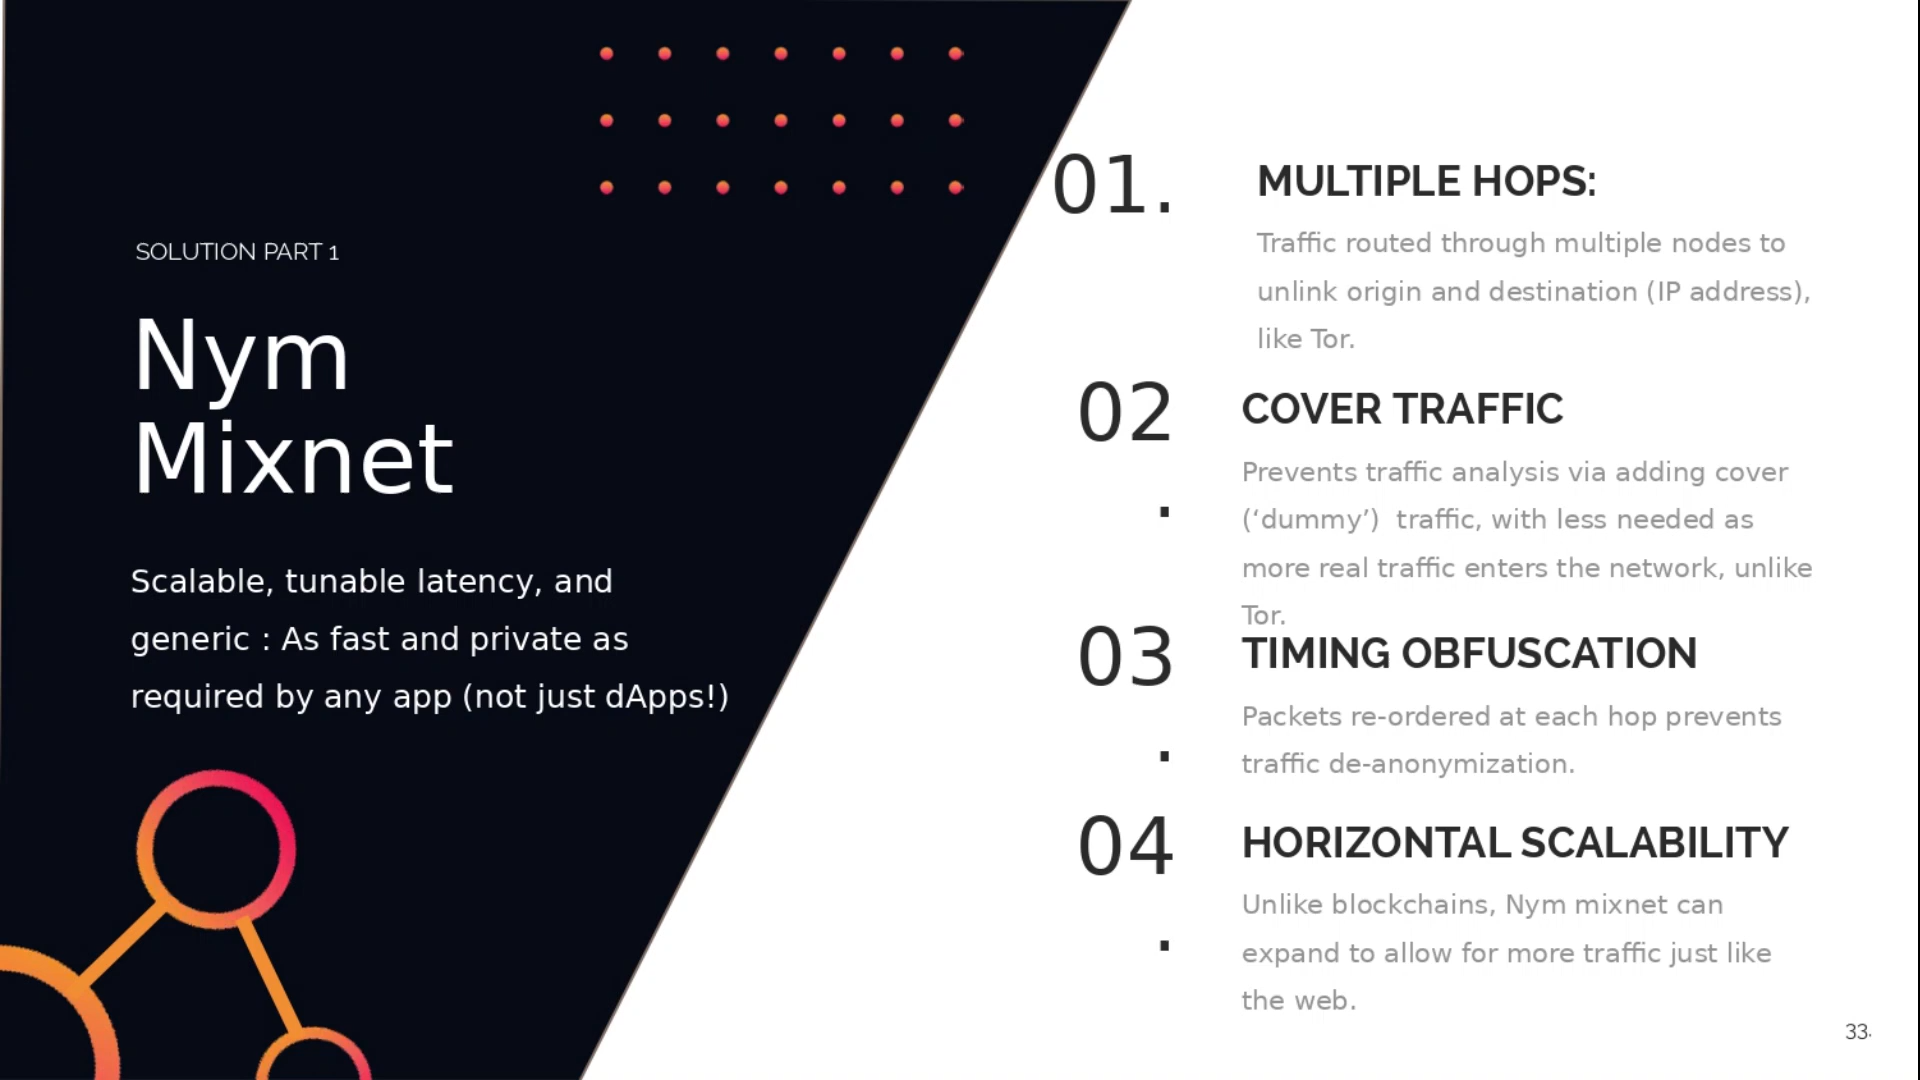 SOLUTION PART 1
Nym
Mixnet
Scalable, tunable latency, and
generic : As fast and private as
required by any app (not just dApps!)
01.
MULTIPLE HOPS:
Traffic routed through multiple nodes to
unlink origin and destination (IP address),
like Tor.
02
.
COVER TRAFFIC
Prevents traffic analysis via adding cover
(‘dummy’)  traffic, with less needed as
more real traffic enters the network, unlike
Tor.
03
.
TIMING OBFUSCATION
Packets re-ordered at each hop prevents
traffic de-anonymization.
04
.
HORIZONTAL SCALABILITY
Unlike blockchains, Nym mixnet can
expand to allow for more traffic just like
the web.
33.